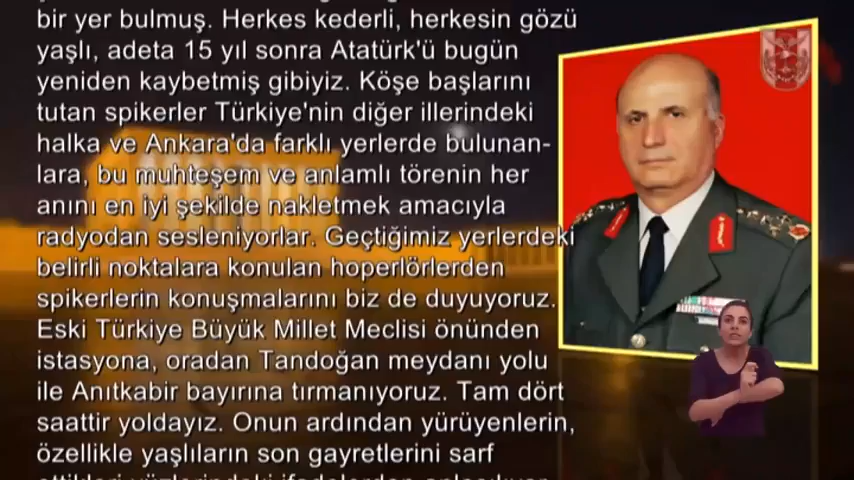 bir yer bulmuş. Herkes kederli, herkesin gözü
yaşlı, adeta 15 yıl sonra Atatürk'ü bugün
yeniden kaybetmiş gibiyiz. Köşe başlarını
tutan spikerler Türkiye'nin diğer illerindeki
halka ve Ankara'da farklı yerlerde bulunan-
lara, bu muhteşem ve anlamlı törenin her
anını en iyi şekilde nakletmek amacıyla
radyodan sesleniyorlar. Geçtiğimiz yerlerdeki
belirli noktalara konulan hoperlörlerden
spikerlerin konuşmalarını biz de duyuyoruz.
Eski Türkiye Büyük Millet Meclisi önünden
istasyona, oradan Tandoğan meydanı yolu
ile Anıtkabir bayırına tırmanıyoruz. Tam dört
saattir yoldayız. Onun ardından yürüyenlerin,
özellikle yaşlıların son gayretlerini sarf